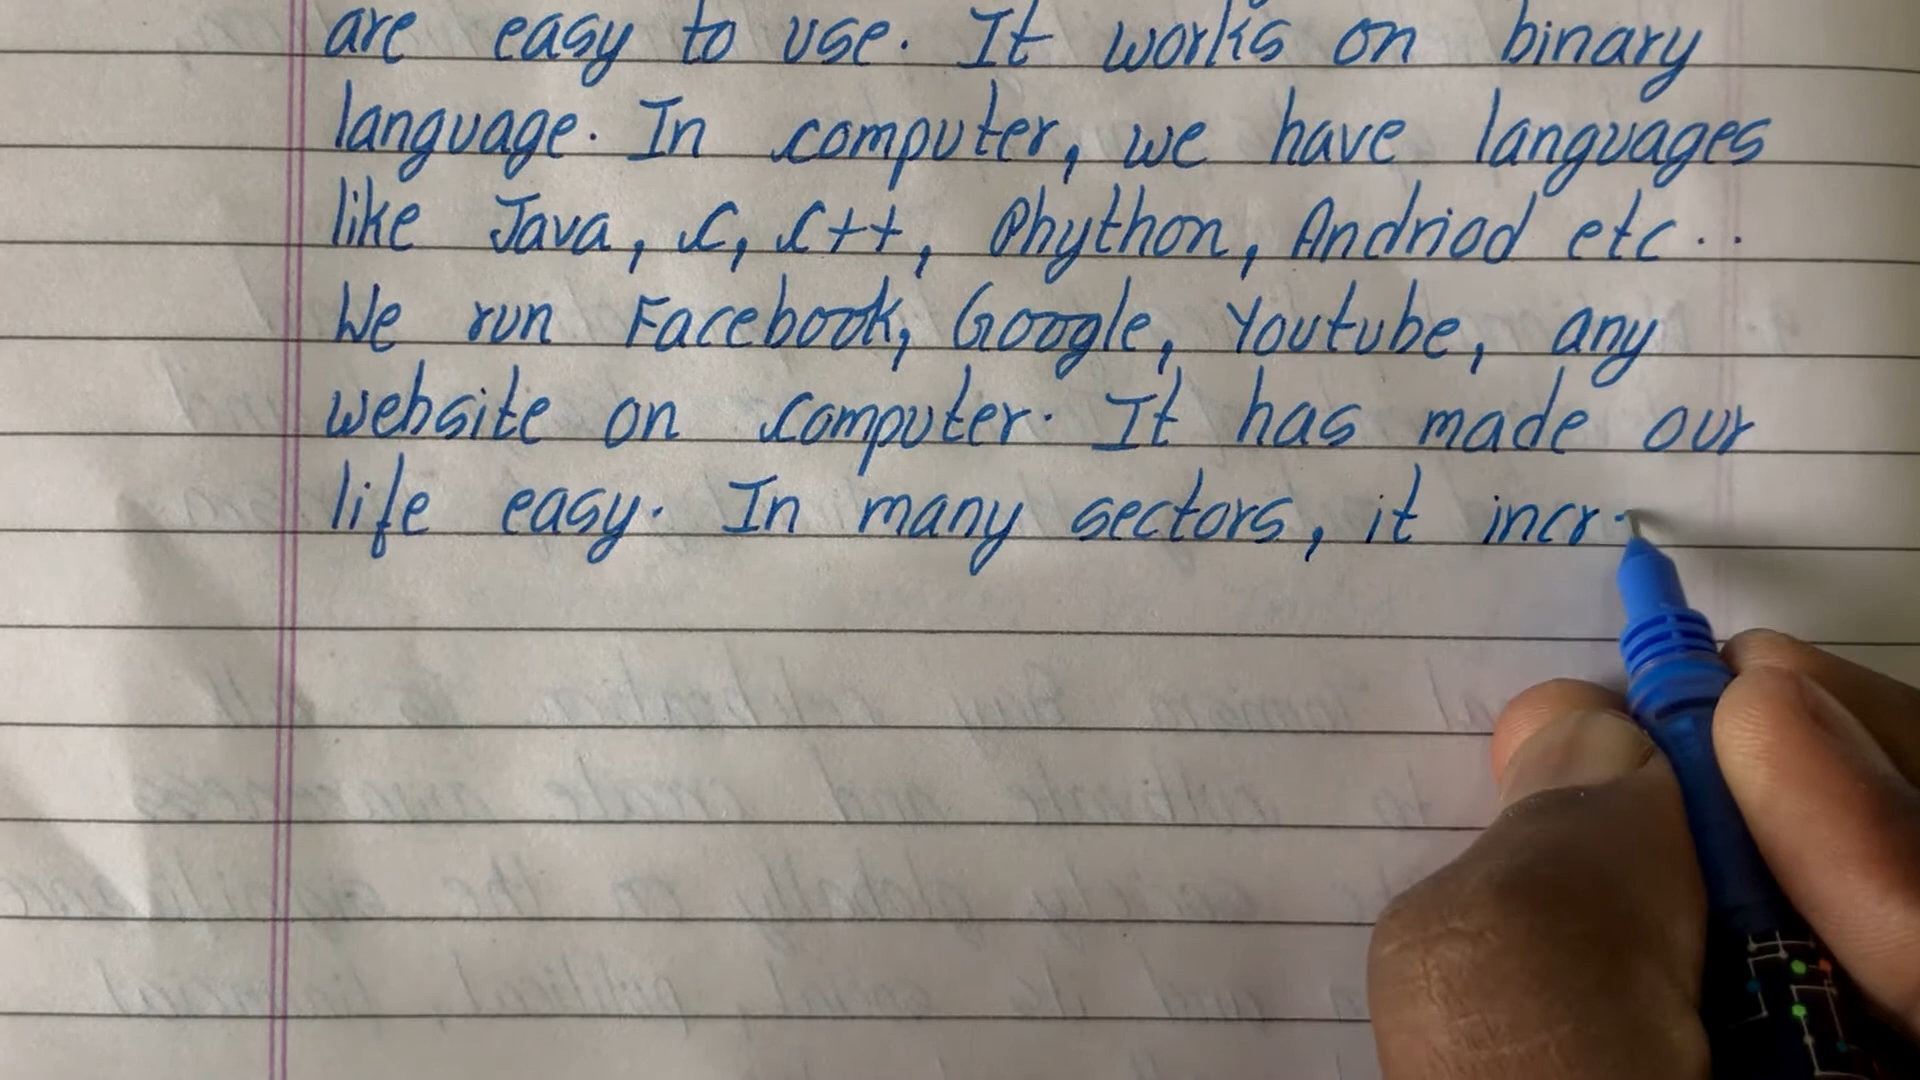 are easy to use. It works on binary
language. In computer, we have languages
like Java, C, C++, Phython, Andriod etc..
We run Facebook, Google, Youtube, any
website on computer. It has made our
life easy. In many sectors, it incr